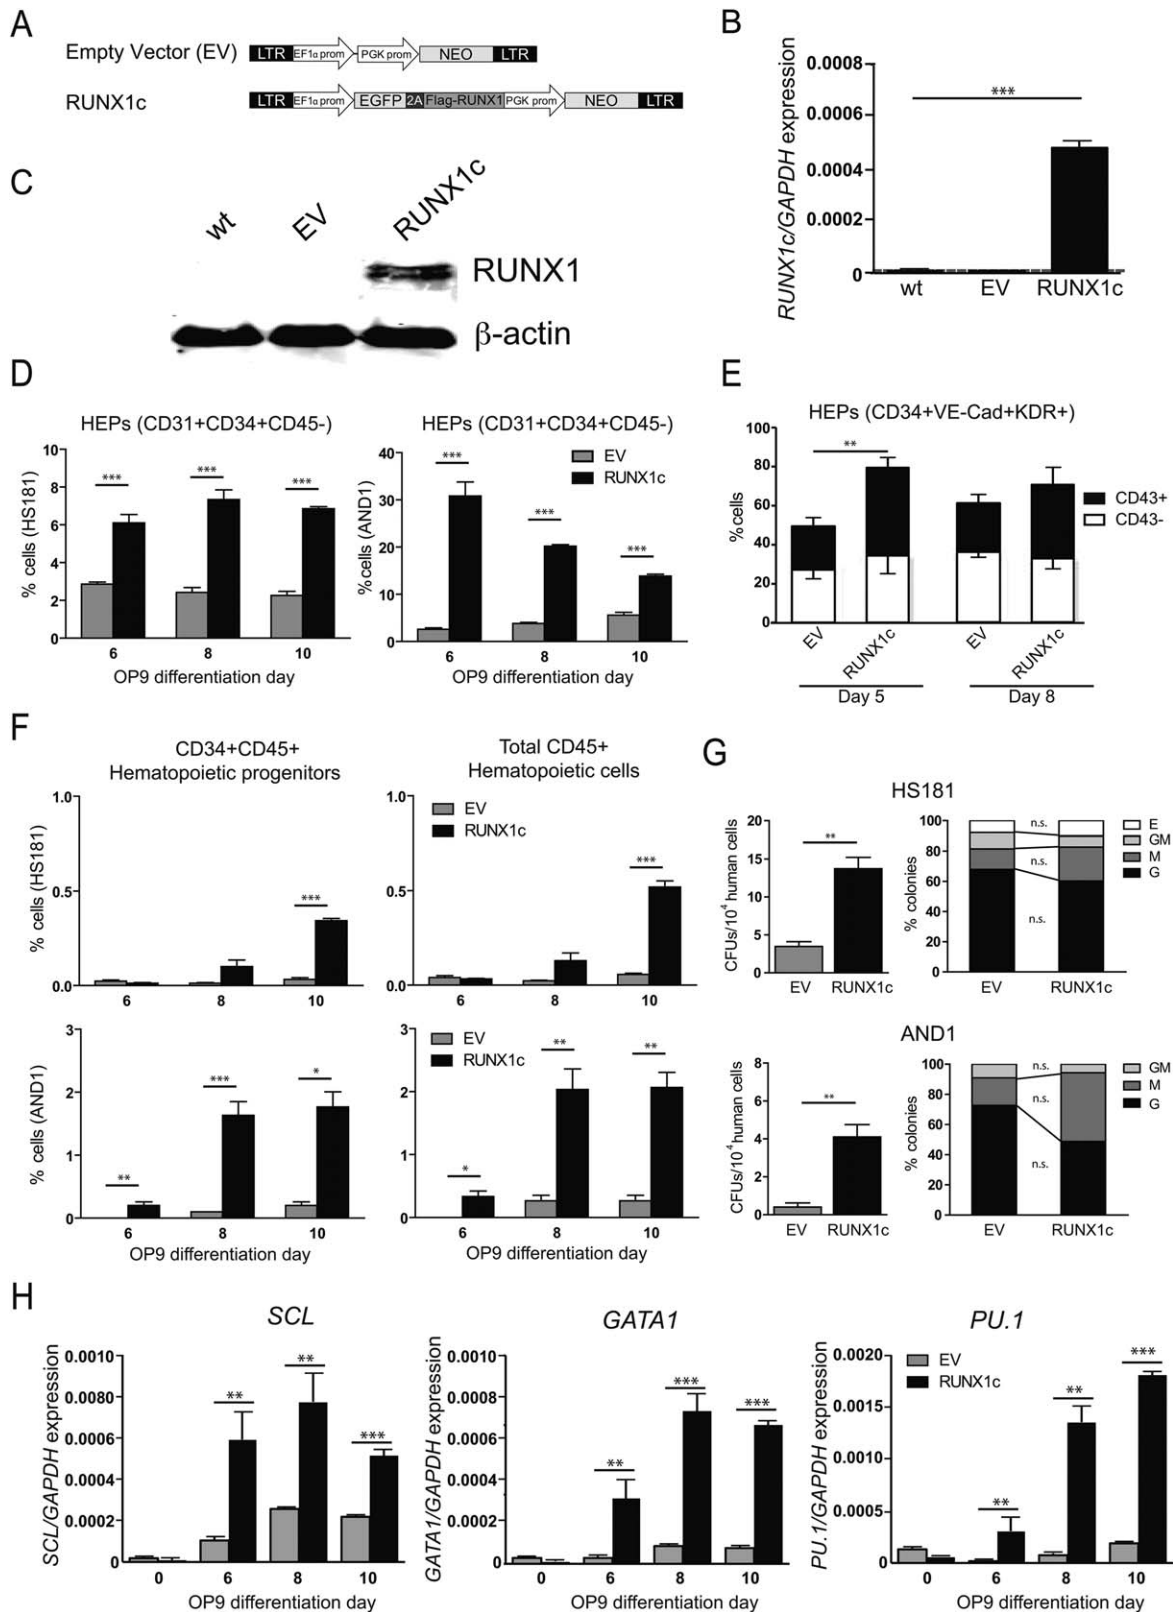 A
Empty Vector (EV)
LTR EF1α prom PGK prom NEO LTR
RUNX1c
LTR EF1α prom EGFP 2A Flag-RUNX1 PGK prom NEO LTR
B
RUNX1c/GAPDH expression
0.0008
0.0006
0.0004
0.0002
0
***
wt EV RUNX1c
C
wt EV RUNX1c
RUNX1
β-actin
D
HEPs (CD31+CD34+CD45-)
% cells (HS181)
10
8
6
4
2
0
*** *** ***
6 8 10
OP9 differentiation day
HEPs (CD31+CD34+CD45-)
%cells (AND1)
40
30
20
10
0
*** *** ***
EV
RUNX1c
6 8 10
OP9 differentiation day
E
HEPs (CD34+VE-Cad+KDR+)
%cells
100
80
60
40
20
0
**
CD43+
CD43-
EV RUNX1c EV RUNX1c
Day 5 Day 8
F
CD34+CD45+
Hematopoietic progenitors
% cells (HS181)
1.0
0.5
0.0
***
6 8 10
Total CD45+
Hematopoietic cells
1.0
0.5
0.0
EV
RUNX1c
***
6 8 10
% cells (AND1)
3
2
1
0
** *** *
6 8 10
OP9 differentiation day
3
2
1
0
EV
RUNX1c
* ** **
6 8 10
OP9 differentiation day
G
HS181
CFUs/10⁴ human cells
20
15
10
5
0
**
EV RUNX1c
% colonies
100
80
60
40
20
0
n.s.
n.s.
n.s.
E
GM
M
G
EV RUNX1c
AND1
CFUs/10⁴human cells
8
6
4
2
0
**
EV RUNX1c
% colonies
100
80
60
40
20
0
n.s.
n.s.
n.s.
GM
M
G
EV RUNX1c
H
SCL
SCL/GAPDH expression
0.0010
0.0008
0.0006
0.0004
0.0002
0
** ** ***
0 6 8 10
OP9 differentiation day
GATA1
GATA1/GAPDH expression
0.0010
0.0008
0.0006
0.0004
0.0002
0
** *** ***
0 6 8 10
OP9 differentiation day
PU.1
PU.1/GAPDH expression
0.0020
0.0015
0.0010
0.0005
0
EV
RUNX1c
** ** ***
0 6 8 10
OP9 differentiation day